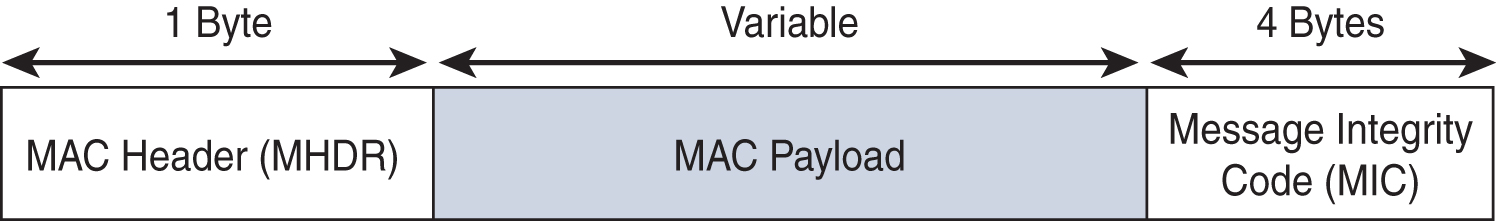 1 Byte
Variable
4 Bytes
MAC Header (MHDR)
MAC Payload
Message Integrity
Code (MIC)